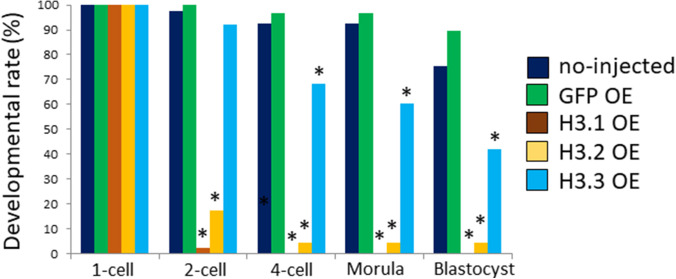 Developmental rate (%)
100
90
80
70
60
50
40
30
20
10
0
*
*
*
*
*
*
*
*
*
*
*
*
1-cell
2-cell
4-cell
Morula
Blastocyst
no-injected
GFP OE
H3.1 OE
H3.2 OE
H3.3 OE